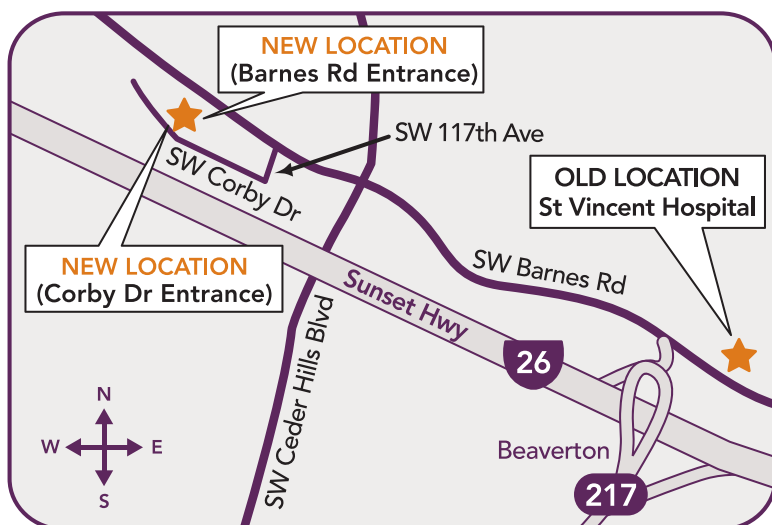 NEW LOCATION
(Barnes Rd Entrance)
SW 117th Ave
SW Corby Dr
OLD LOCATION
St Vincent Hospital
NEW LOCATION
(Corby Dr Entrance)
SW Barnes Rd
Sunset Hwy
26
SW Ceder Hills Blvd
N
W E
S
Beaverton
217